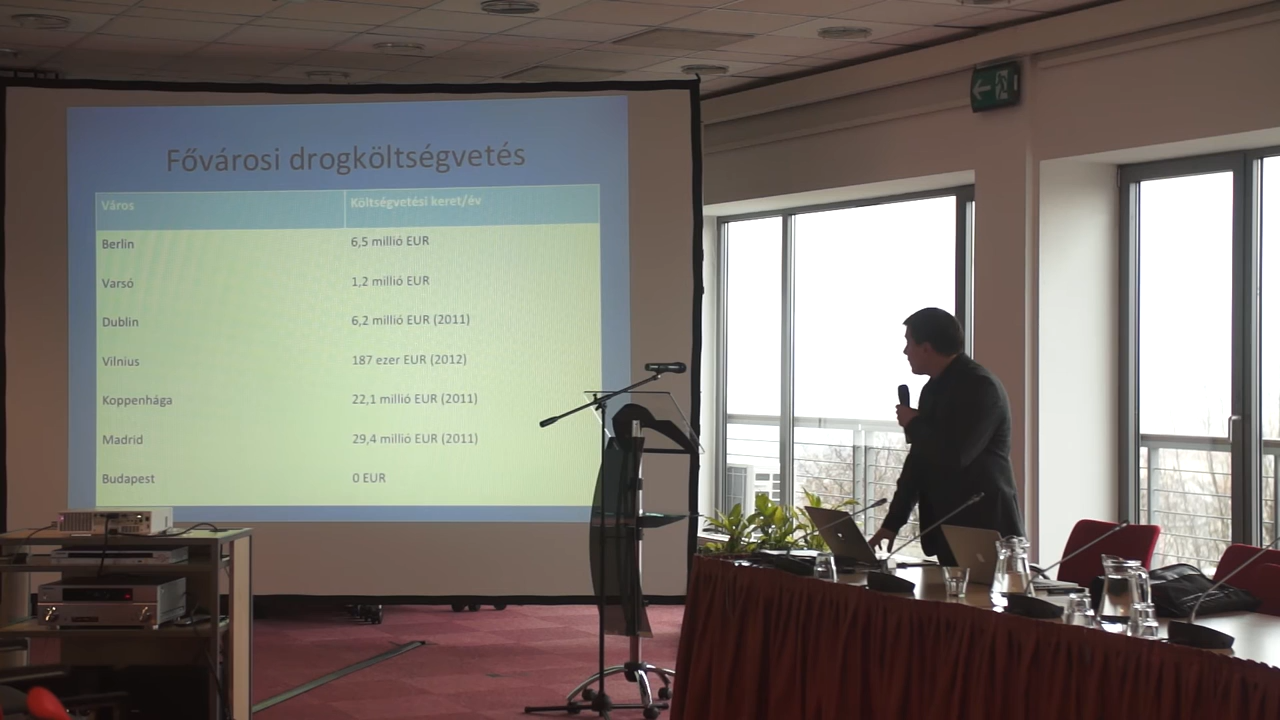 Fővárosi drogköltségvetés
Város Költségvetési keret/év
Berlin 6,5 millió EUR
Varsó 1,2 millió EUR
Dublin 6,2 millió EUR (2011)
Vilnius 187 ezer EUR (2012)
Koppenhága 22,1 millió EUR (2011)
Madrid 29,4 millió EUR (2011)
Budapest 0 EUR